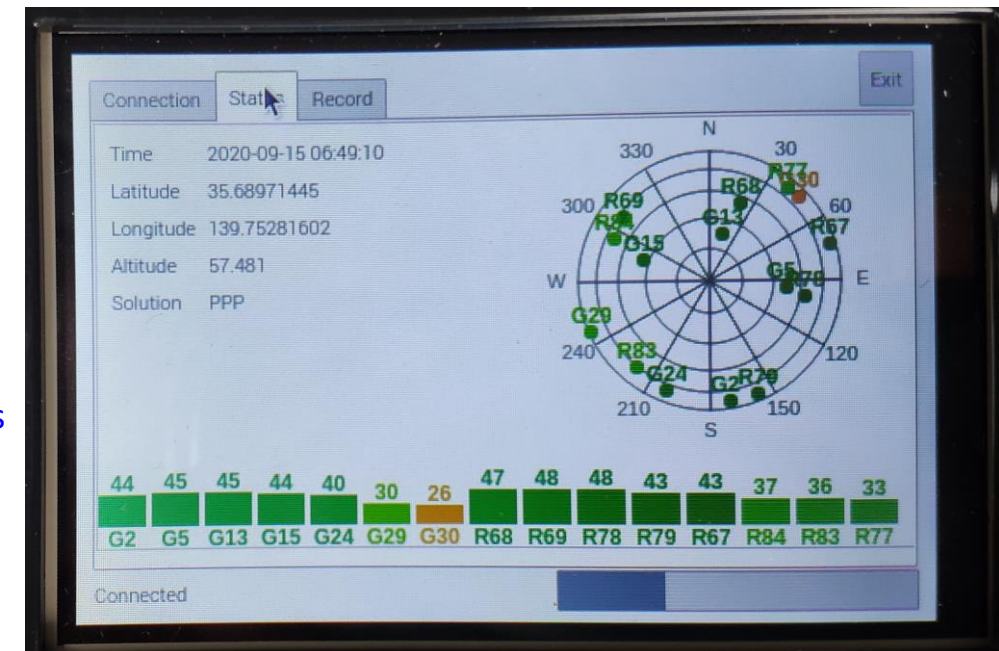 Connection Status Record Exit
Time 2020-09-15 06:49:10
Latitude 35.68971445
Longitude 139.75281602
Altitude 57.481
Solution PPP
N
330 30
R77 G30
R68
300 R69 60
R84 G13 R67
G15
W G5 R78 E
G29
240 R83 120
G24 G2 R79
210 150
S
s
44 45 45 44 40 30 26 47 48 48 43 43 37 36 33
G2 G5 G13 G15 G24 G29 G30 R68 R69 R78 R79 R67 R84 R83 R77
Connected